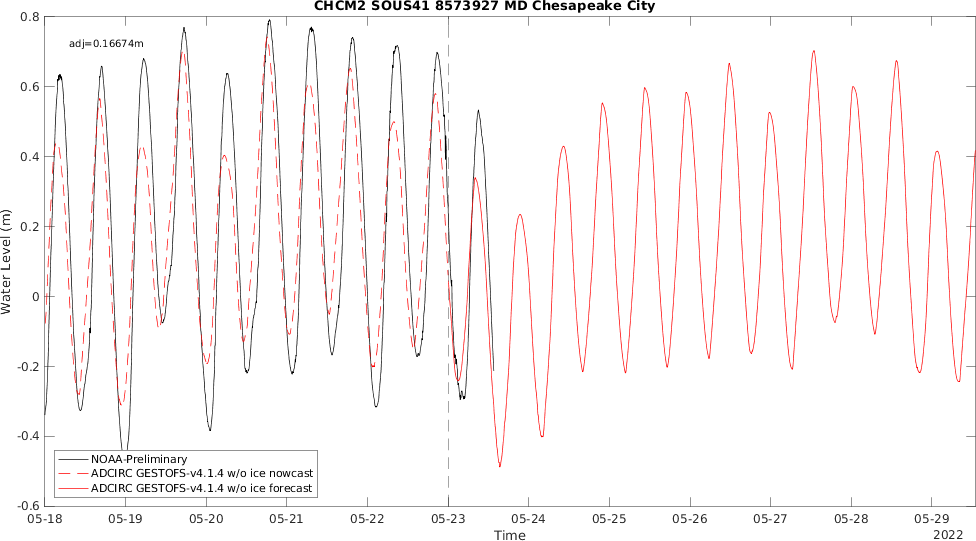 CHCM2 SOUS41 8573927 MD Chesapeake City
adj=0.16674m
0.8
0.6
0.4
0.2
0
-0.2
-0.4
-0.6
Water Level (m)
NOAA-Preliminary
ADCIRC GESTOFS-v4.1.4 w/o ice nowcast
ADCIRC GESTOFS-v4.1.4 w/o ice forecast
05-18 05-19 05-20 05-21 05-22 05-23 05-24 05-25 05-26 05-27 05-28 05-29
Time
2022